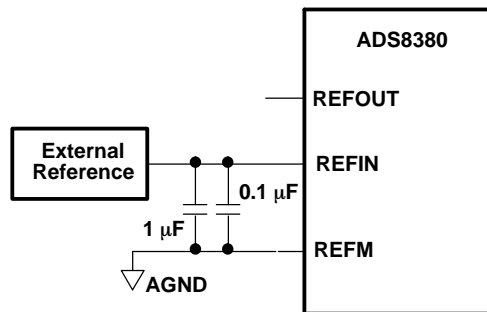 ADS8380
REFOUT
External
Reference
REFIN
0.1 μF
1 μF
REFM
AGND